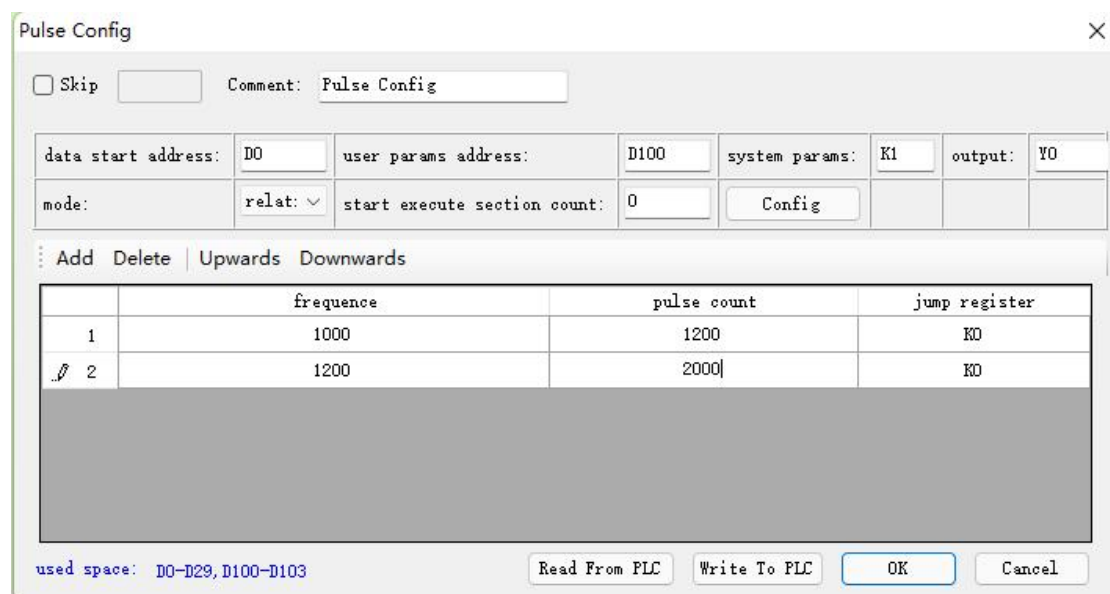 Pulse Config
Skip Comment: Pulse Config
data start address: D0 user params address: D100 system params: K1 output: Y0
mode: relat: start execute section count: 0 Config
Add Delete Upwards Downwards
frequence pulse count jump register
1 1000 1200 K0
2 1200 2000 K0
used space: D0-D29,D100-D103 Read From PLC Write To PLC OK Cancel